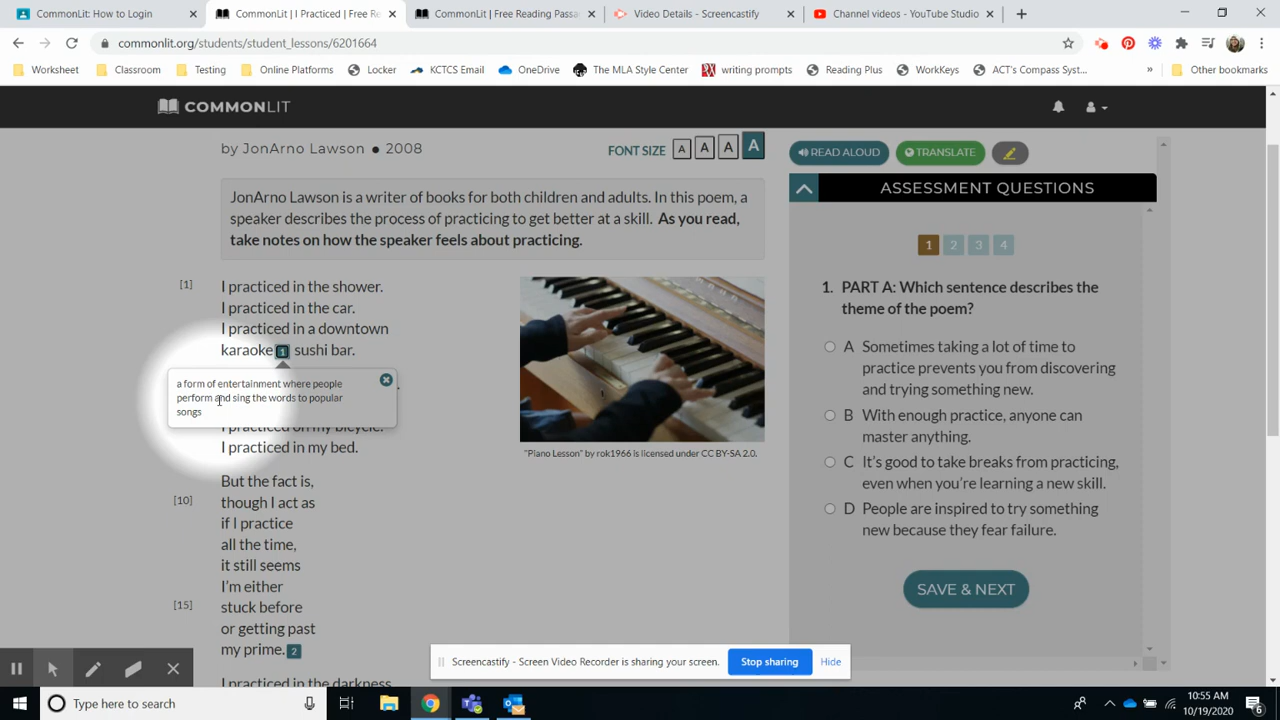 CommonLit: How to Login
CommonLit | I Practiced | Free Re
CommonLit | Free Reading Passa
Video Details - Screencastify
Channel videos - YouTube Studio
commonlit.org/students/student_lessons/6201664
Worksheet
Classroom
Testing
Online Platforms
Locker
KCTCS Email
OneDrive
The MLA Style Center
writing prompts
Reading Plus
WorkKeys
ACT's Compass Syst...
»
Other bookmarks
COMMONLIT
by JonArno Lawson • 2008
FONT SIZE A A A A
JonArno Lawson is a writer of books for both children and adults. In this poem, a
speaker describes the process of practicing to get better at a skill. As you read,
take notes on how the speaker feels about practicing.
[1] I practiced in the shower.
I practiced in the car.
I practiced in a downtown
karaoke 1 sushi bar.
a form of entertainment where people
perform and sing the words to popular
songs
I practiced on my bicycle.
I practiced in my bed.
But the fact is,
[10] though I act as
if I practice
all the time,
it still seems
I'm either
[15] stuck before
or getting past
my prime. 2
I practiced in the darkness
"Piano Lesson" by rok1966 is licensed under CC BY-SA 2.0.
READ ALOUD
TRANSLATE
ASSESSMENT QUESTIONS
1 2 3 4
1. PART A: Which sentence describes the
theme of the poem?
A Sometimes taking a lot of time to
practice prevents you from discovering
and trying something new.
B With enough practice, anyone can
master anything.
C It's good to take breaks from practicing,
even when you're learning a new skill.
D People are inspired to try something
new because they fear failure.
SAVE & NEXT
Screencastify - Screen Video Recorder is sharing your screen.
Stop sharing
Hide
Type here to search
10:55 AM
10/19/2020
6